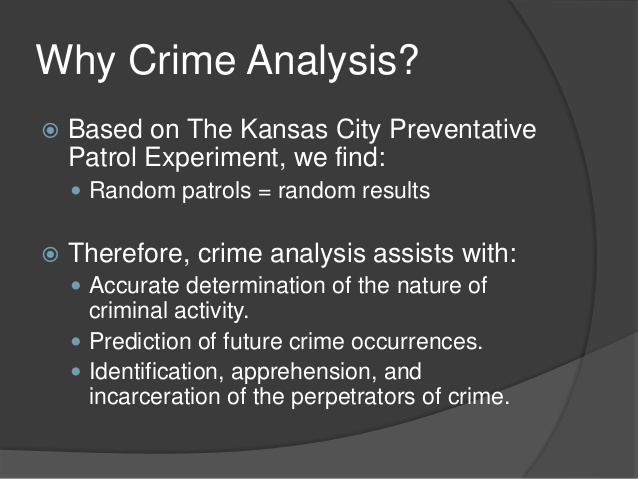 Why Crime Analysis?
Based on The Kansas City Preventative
Patrol Experiment, we find:
Random patrols = random results
Therefore, crime analysis assists with:
Accurate determination of the nature of
criminal activity.
Prediction of future crime occurrences.
Identification, apprehension, and
incarceration of the perpetrators of crime.